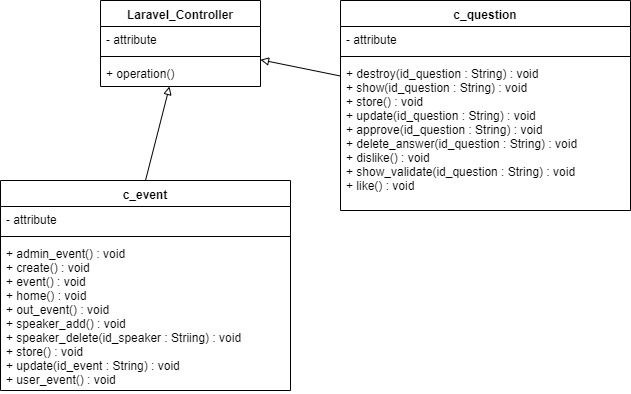 Laravel_Controller
- attribute
+ operation()
c_question
- attribute
+ destroy(id_question : String) : void
+ show(id_question : String) : void
+ store() : void
+ update(id_question : String) : void
+ approve(id_question : String) : void
+ delete_answer(id_question : String) : void
+ dislike() : void
+ show_validate(id_question : String) : void
+ like() : void
c_event
- attribute
+ admin_event() : void
+ create() : void
+ event() : void
+ home() : void
+ out_event() : void
+ speaker_add() : void
+ speaker_delete(id_speaker : Striing) : void
+ store() : void
+ update(id_event : String) : void
+ user_event() : void